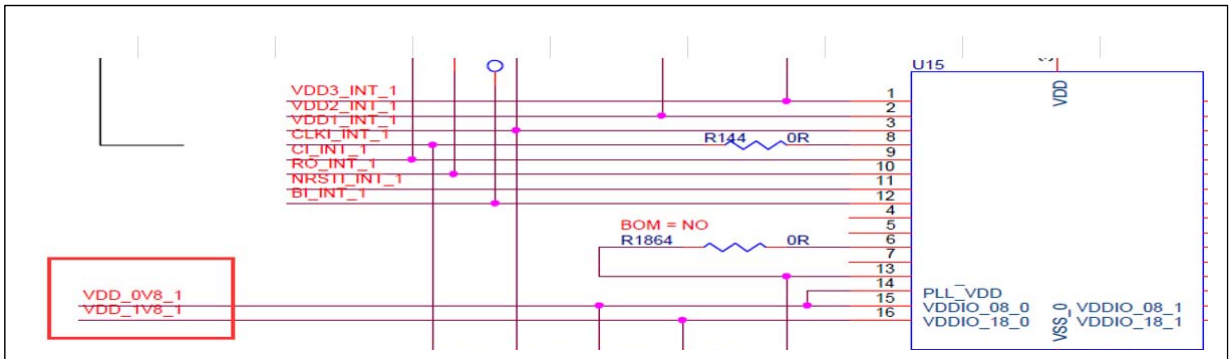 U15
VDD
VDD3_INT_1
1
VDD2_INT_1
2
VDD1_INT_1
3
CLKI_INT_1
R144 0R
8
CI_INT_1
9
RO_INT_1
10
NRSTI_INT_1
11
BI_INT_1
12
4
BOM = NO
5
R1864 0R
6
7
13
14
PLL_VDD
VDD_0V8_1
15
VDDIO_08_0 VDDIO_08_1
VDD_1V8_1
16
VDDIO_18_0 VDDIO_18_1
VSS_0